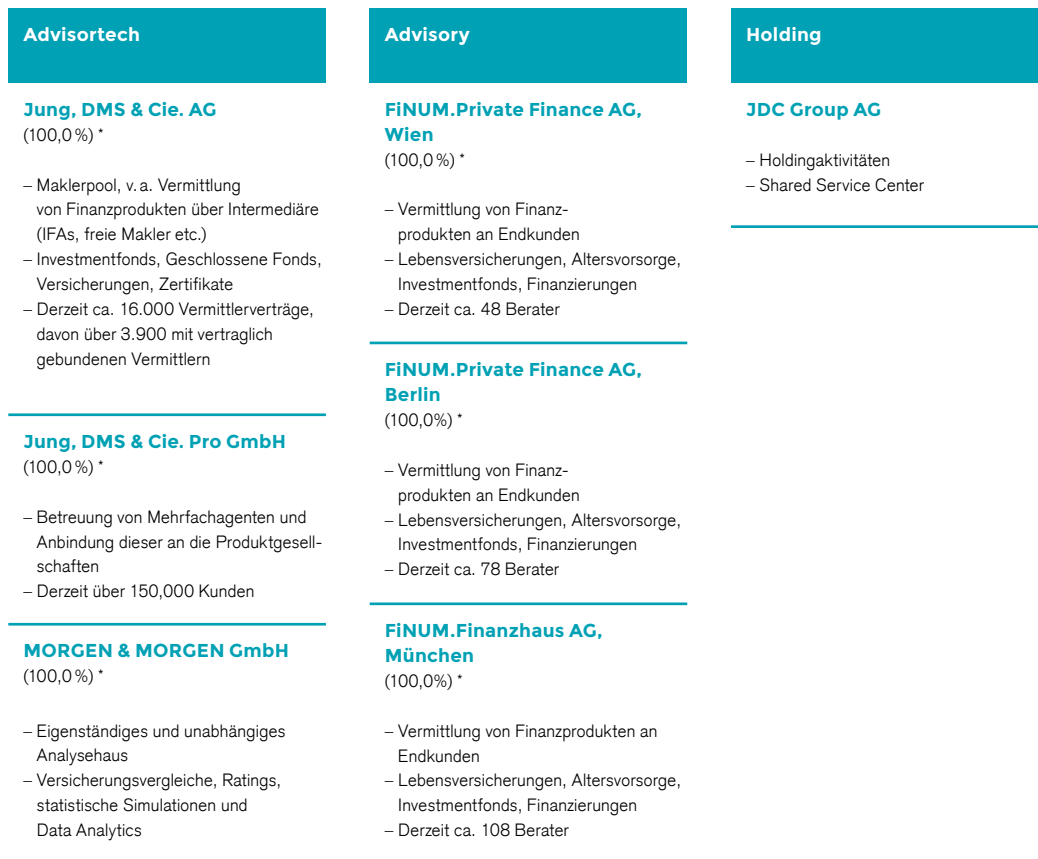 Advisortech
Jung, DMS & Cie. AG
(100,0 %) *
– Maklerpool, v. a. Vermittlung
von Finanzprodukten über Intermediäre
(IFAs, freie Makler etc.)
– Investmentfonds, Geschlossene Fonds,
Versicherungen, Zertifikate
– Derzeit ca. 16.000 Vermittlerverträge,
davon über 3.900 mit vertraglich
gebundenen Vermittlern
Jung, DMS & Cie. Pro GmbH
(100,0 %) *
– Betreuung von Mehrfachagenten und
Anbindung dieser an die Produktgesell-
schaften
– Derzeit über 150,000 Kunden
MORGEN & MORGEN GmbH
(100,0 %) *
– Eigenständiges und unabhängiges
Analysehaus
– Versicherungsvergleiche, Ratings,
statistische Simulationen und
Data Analytics
Advisory
FiNUM.Private Finance AG,
Wien
(100,0 %) *
– Vermittlung von Finanz-
produkten an Endkunden
– Lebensversicherungen, Altersvorsorge,
Investmentfonds, Finanzierungen
– Derzeit ca. 48 Berater
FiNUM.Private Finance AG,
Berlin
(100,0%) *
– Vermittlung von Finanz-
produkten an Endkunden
– Lebensversicherungen, Altersvorsorge,
Investmentfonds, Finanzierungen
– Derzeit ca. 78 Berater
FiNUM.Finanzhaus AG,
München
(100,0%) *
– Vermittlung von Finanzprodukten an
Endkunden
– Lebensversicherungen, Altersvorsorge,
Investmentfonds, Finanzierungen
– Derzeit ca. 108 Berater
Holding
JDC Group AG
– Holdingaktivitäten
– Shared Service Center